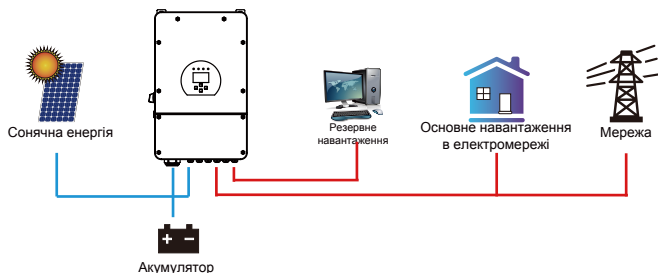 Сонячна енергія
Резервне
навантаження
Основне навантаження
в електромережі
Мережа
Акумулятор